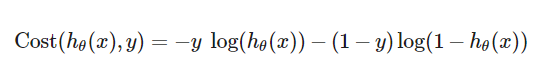 Cost(h_θ(x), y) = −y log(h_θ(x)) – (1 – y) log(1 – h_θ(x))